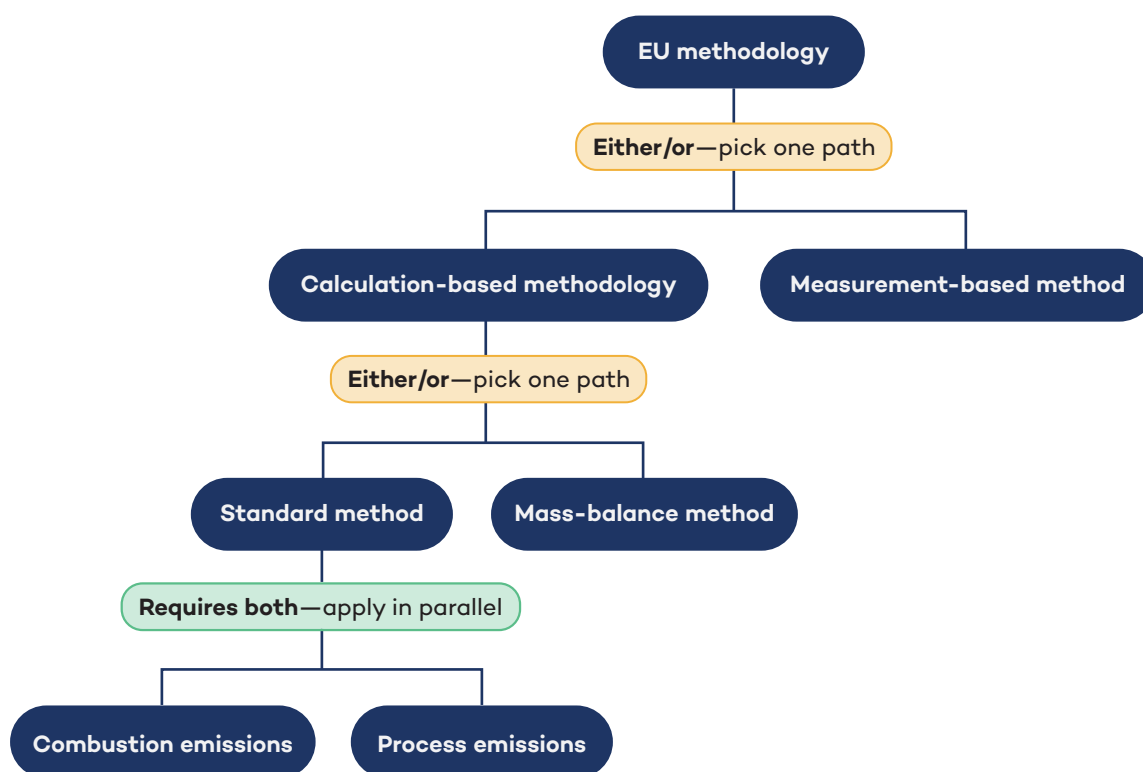 EU methodology
Either/or—pick one path
Calculation-based methodology
Measurement-based method
Either/or—pick one path
Standard method
Mass-balance method
Requires both—apply in parallel
Combustion emissions
Process emissions